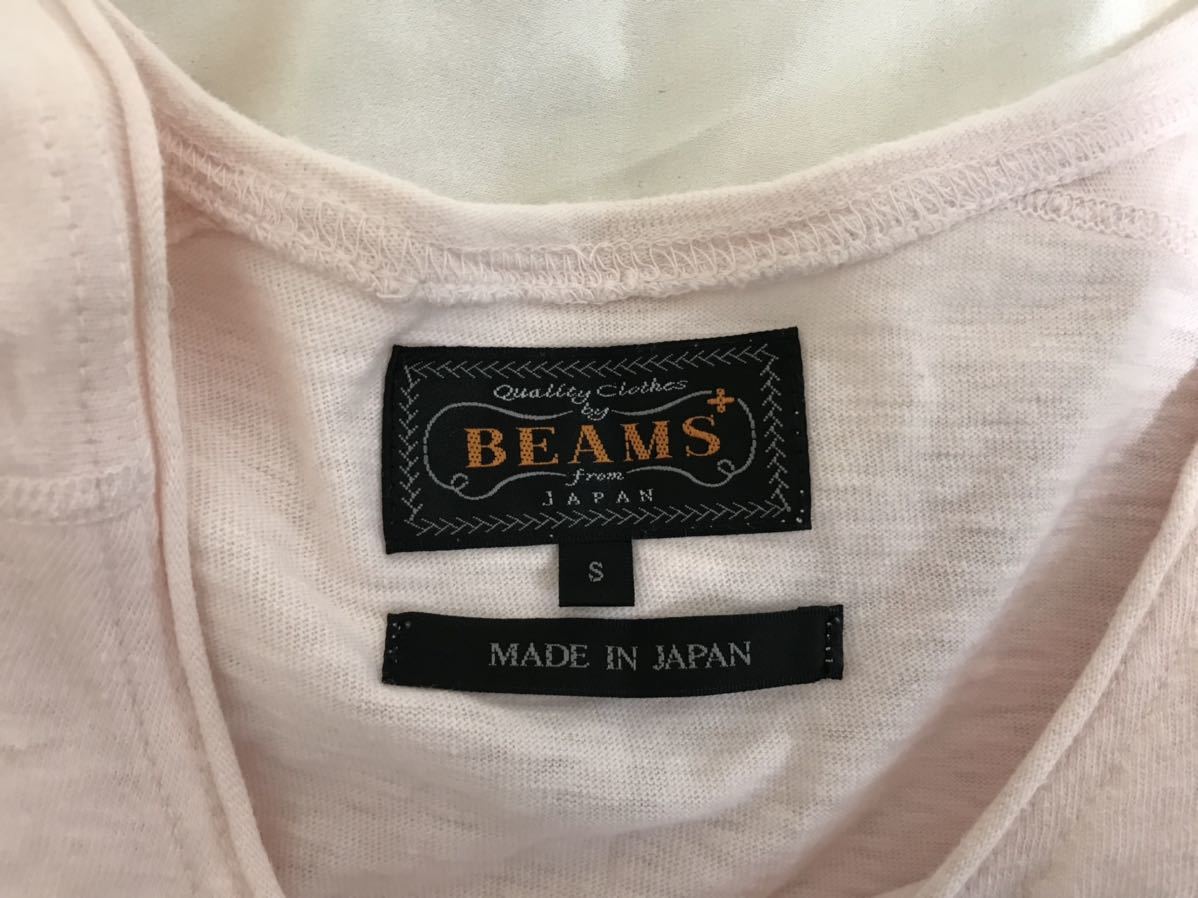 Quality Clothes
by
BEAMS+
from
JAPAN
S
MADE IN JAPAN